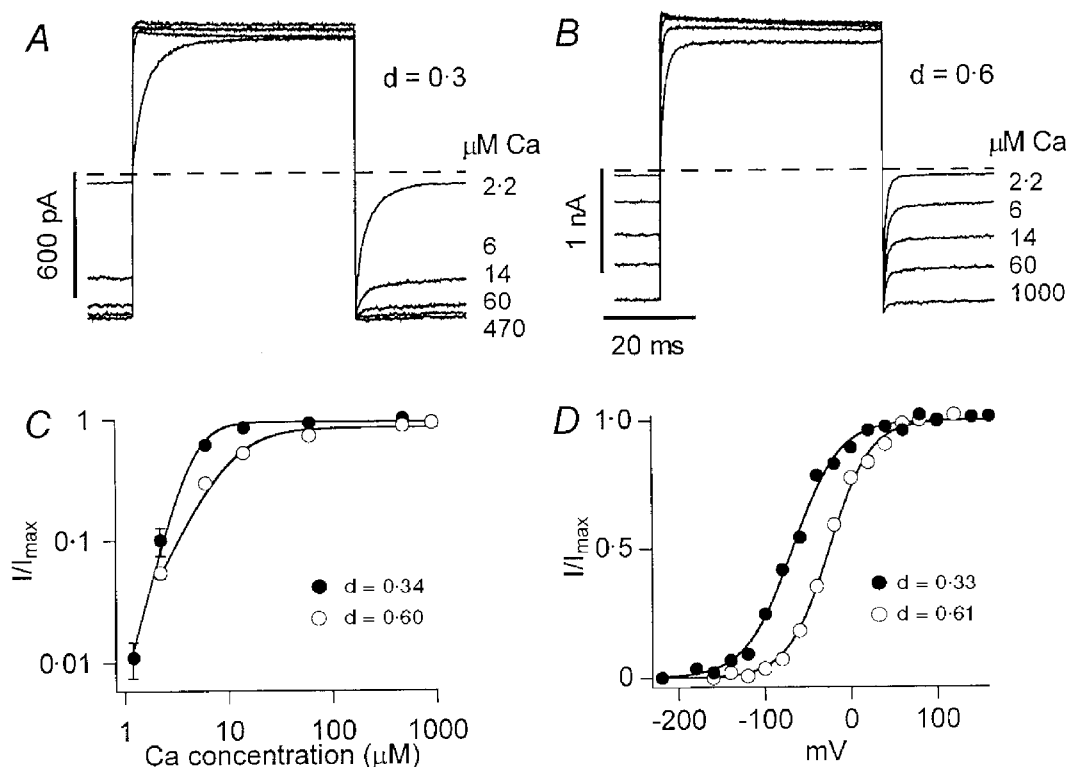 A
d = 0·3
μM Ca
2·2
6
14
60
470
600 pA
B
d = 0·6
μM Ca
2·2
6
14
60
1000
1 nA
20 ms
C
1
0·1
0·01
I/Imax
d = 0·34
d = 0·60
1 10 100 1000
Ca concentration (μM)
D
1·0
0·5
0
I/Imax
d = 0·33
d = 0·61
-200 -100 0 100
mV